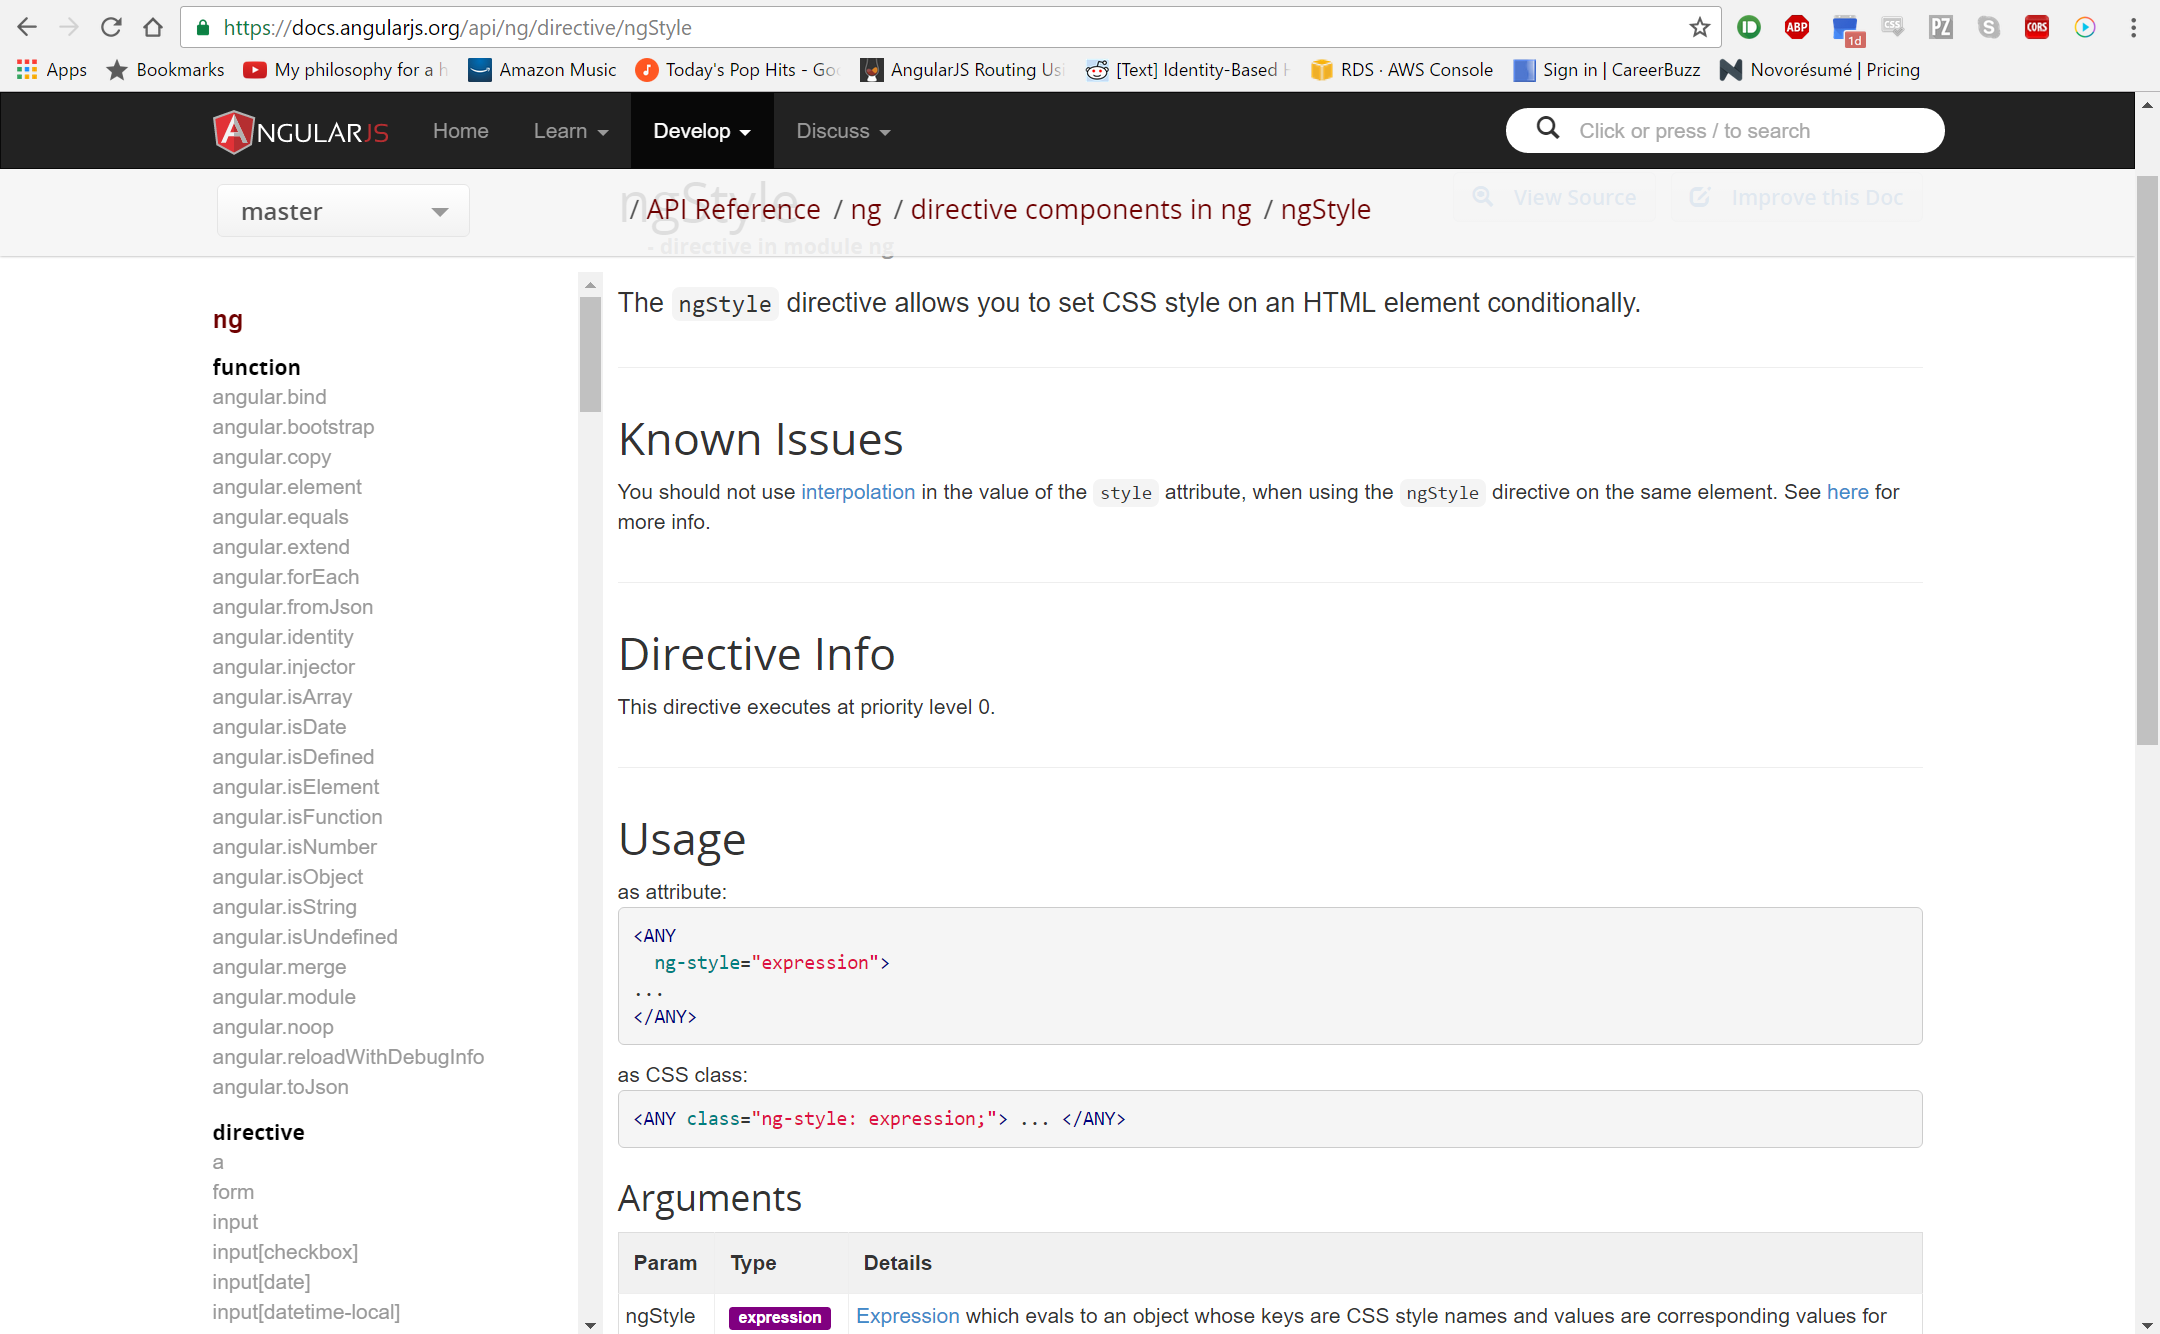 https://docs.angularjs.org/api/ng/directive/ngStyle
ABP
1d
CSS
PZ
S
CORS
Apps
Bookmarks
My philosophy for a h
Amazon Music
Today's Pop Hits - Goo
AngularJS Routing Usi
[Text] Identity-Based H
RDS · AWS Console
Sign in | CareerBuzz
Novorésumé | Pricing
ANGULARJS
Home
Learn
Develop
Discuss
Click or press / to search
master
ngStyle
- directive in module ng
/ API Reference / ng / directive components in ng / ngStyle
View Source
Improve this Doc
ng
function
angular.bind
angular.bootstrap
angular.copy
angular.element
angular.equals
angular.extend
angular.forEach
angular.fromJson
angular.identity
angular.injector
angular.isArray
angular.isDate
angular.isDefined
angular.isElement
angular.isFunction
angular.isNumber
angular.isObject
angular.isString
angular.isUndefined
angular.merge
angular.module
angular.noop
angular.reloadWithDebugInfo
angular.toJson
directive
a
form
input
input[checkbox]
input[date]
input[datetime-local]
The ngStyle directive allows you to set CSS style on an HTML element conditionally.
Known Issues
You should not use interpolation in the value of the style attribute, when using the ngStyle directive on the same element. See here for
more info.
Directive Info
This directive executes at priority level 0.
Usage
as attribute:
<ANY
  ng-style="expression">
...
</ANY>
as CSS class:
<ANY class="ng-style: expression;"> ... </ANY>
Arguments
Param Type Details
ngStyle expression Expression which evals to an object whose keys are CSS style names and values are corresponding values for